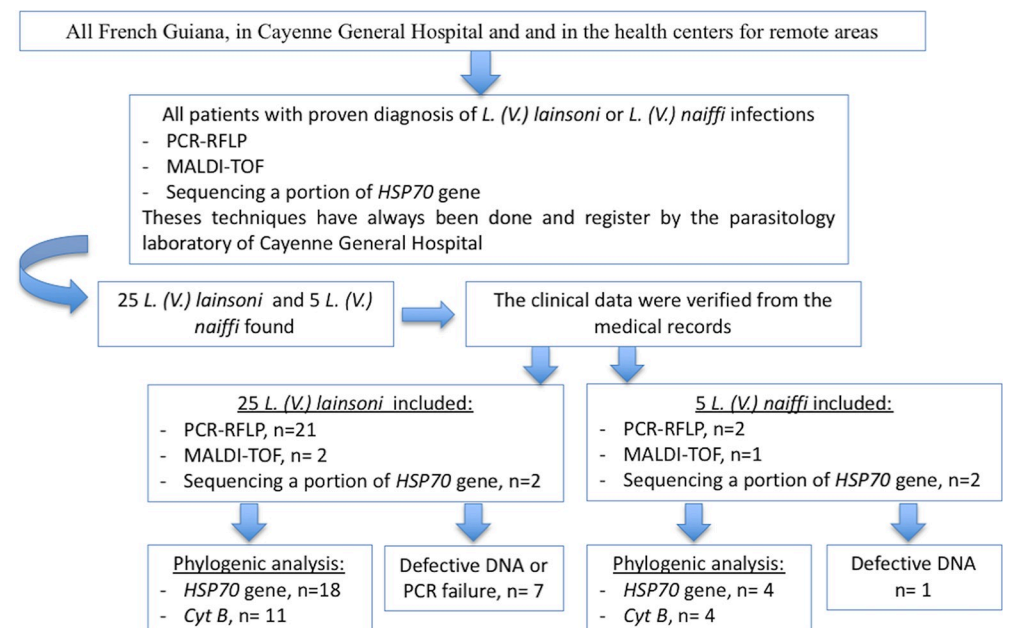 All French Guiana, in Cayenne General Hospital and and in the health centers for remote areas
All patients with proven diagnosis of L. (V.) lainsoni or L. (V.) naiffi infections
- PCR-RFLP
- MALDI-TOF
- Sequencing a portion of HSP70 gene
Theses techniques have always been done and register by the parasitology
laboratory of Cayenne General Hospital
25 L. (V.) lainsoni and 5 L. (V.)
naiffi found
The clinical data were verified from the
medical records
25 L. (V.) lainsoni included:
- PCR-RFLP, n=21
- MALDI-TOF, n= 2
- Sequencing a portion of HSP70 gene, n=2
5 L. (V.) naiffi included:
- PCR-RFLP, n=2
- MALDI-TOF, n=1
- Sequencing a portion of HSP70 gene, n=2
Phylogenic analysis:
- HSP70 gene, n=18
- Cyt B, n= 11
Defective DNA or
PCR failure, n= 7
Phylogenic analysis:
- HSP70 gene, n= 4
- Cyt B, n= 4
Defective DNA
n= 1